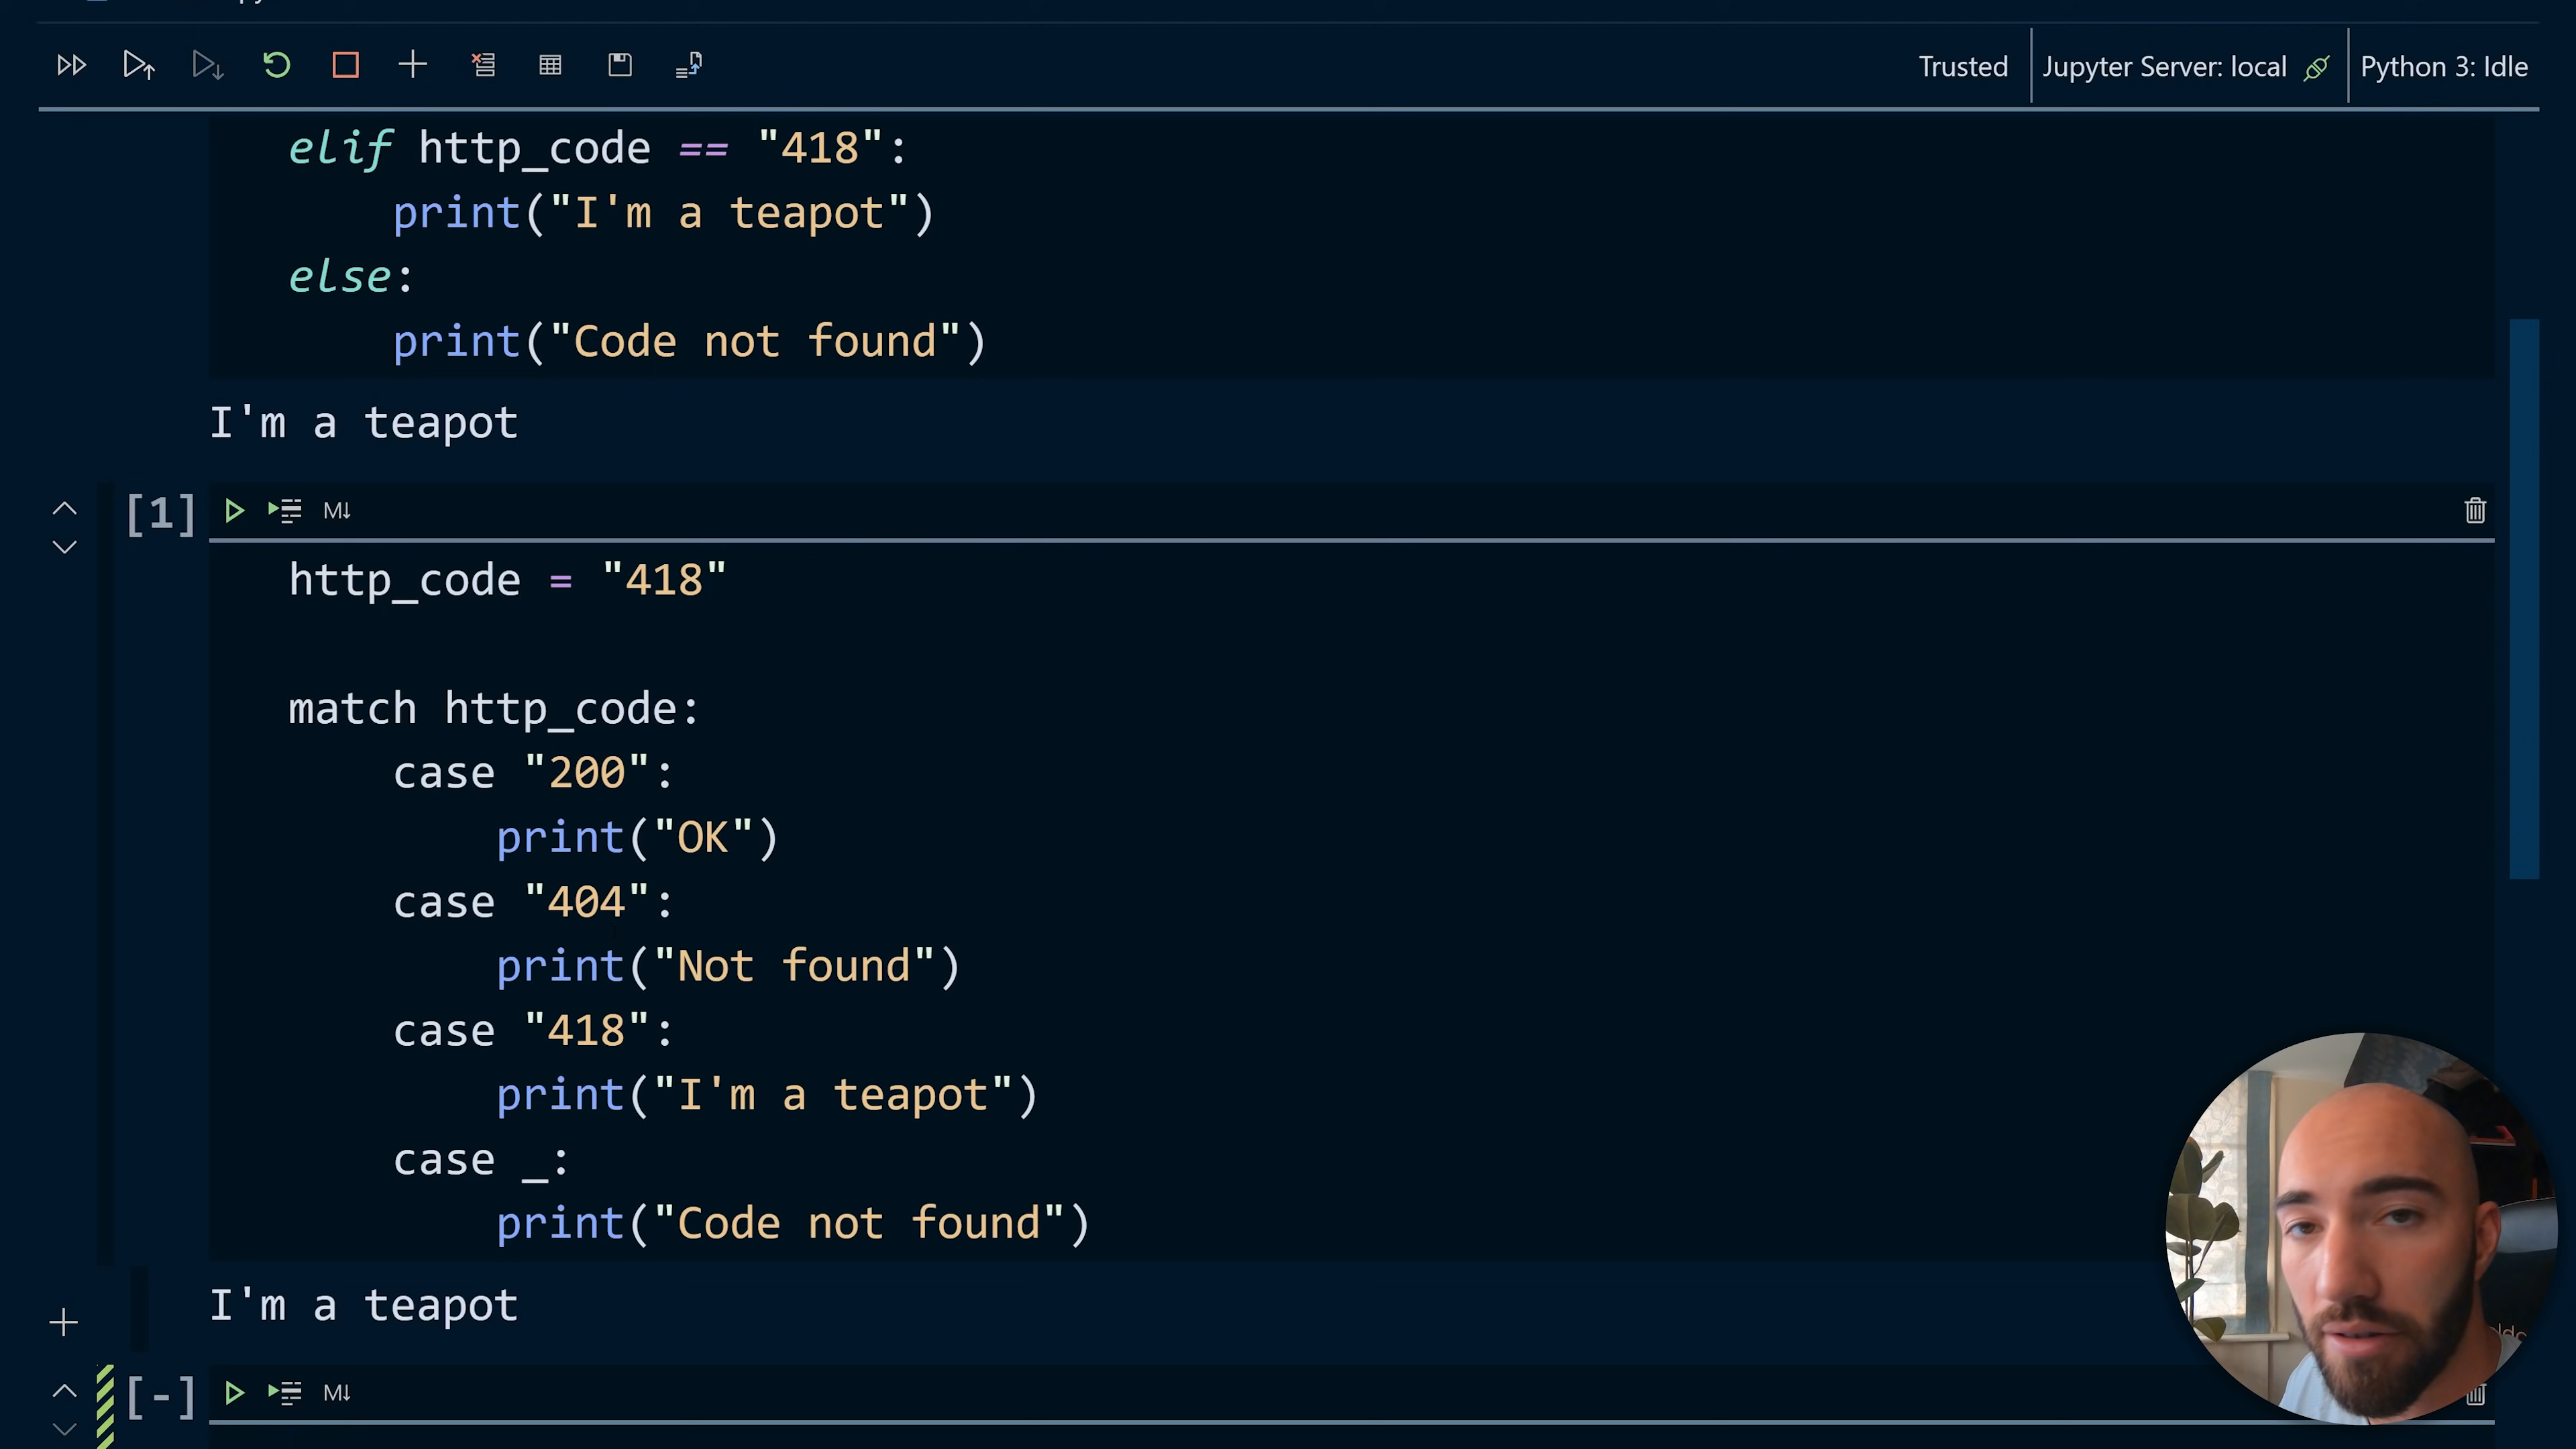 Trusted
Jupyter Server: local
Python 3: Idle
elif http_code == "418":
print("I'm a teapot")
else:
print("Code not found")
I'm a teapot
[1]
M↓
http_code = "418"
match http_code:
case "200":
print("OK")
case "404":
print("Not found")
case "418":
print("I'm a teapot")
case _:
print("Code not found")
I'm a teapot
[-]
M↓